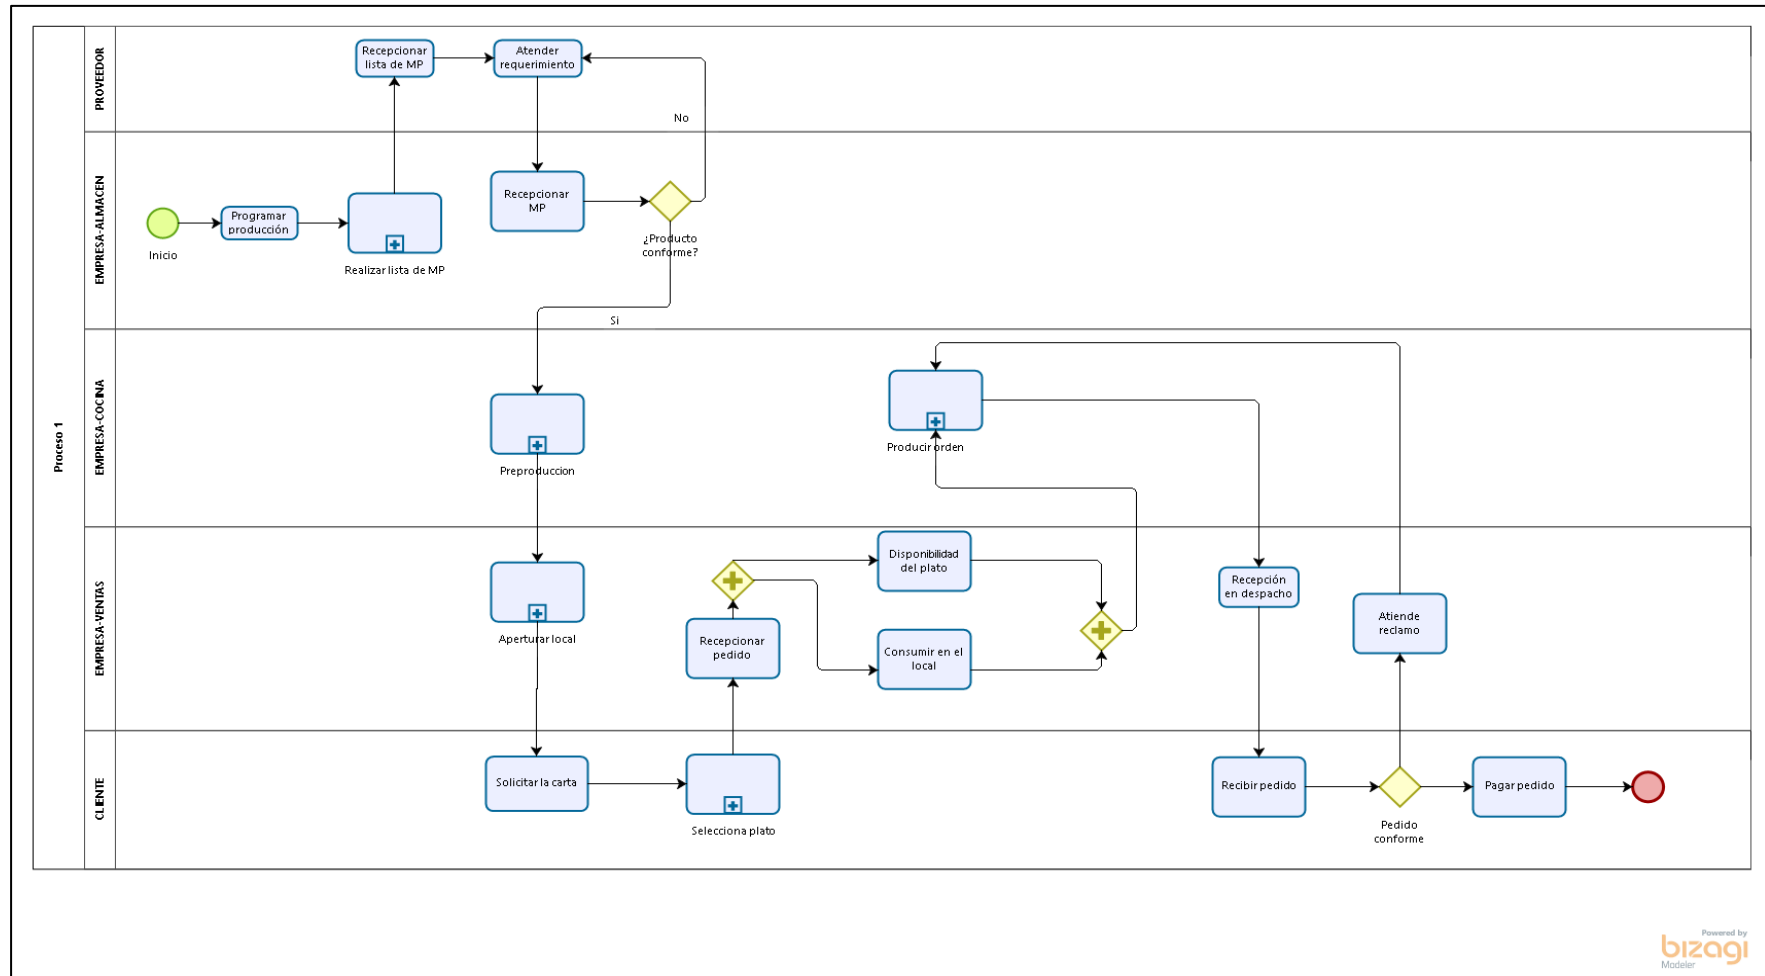 Proceso 1
PROVEEDOR
Recepcionar
lista de MP
Atender
requerimiento
No
EMPRESA-ALMACEN
Inicio
Programar
producción
Realizar lista de MP
Recepcionar
MP
¿Producto
conforme?
Si
EMPRESA-COCINA
Preproduccion
Producir orden
EMPRESA-VENTAS
Aperturar local
Recepcionar
pedido
Disponibilidad
del plato
Consumir en el
local
Recepción
en despacho
Atiende
reclamo
CLIENTE
Solicitar la carta
Selecciona plato
Recibir pedido
Pedido
conforme
Pagar pedido
Powered by
bizagi
Modeler